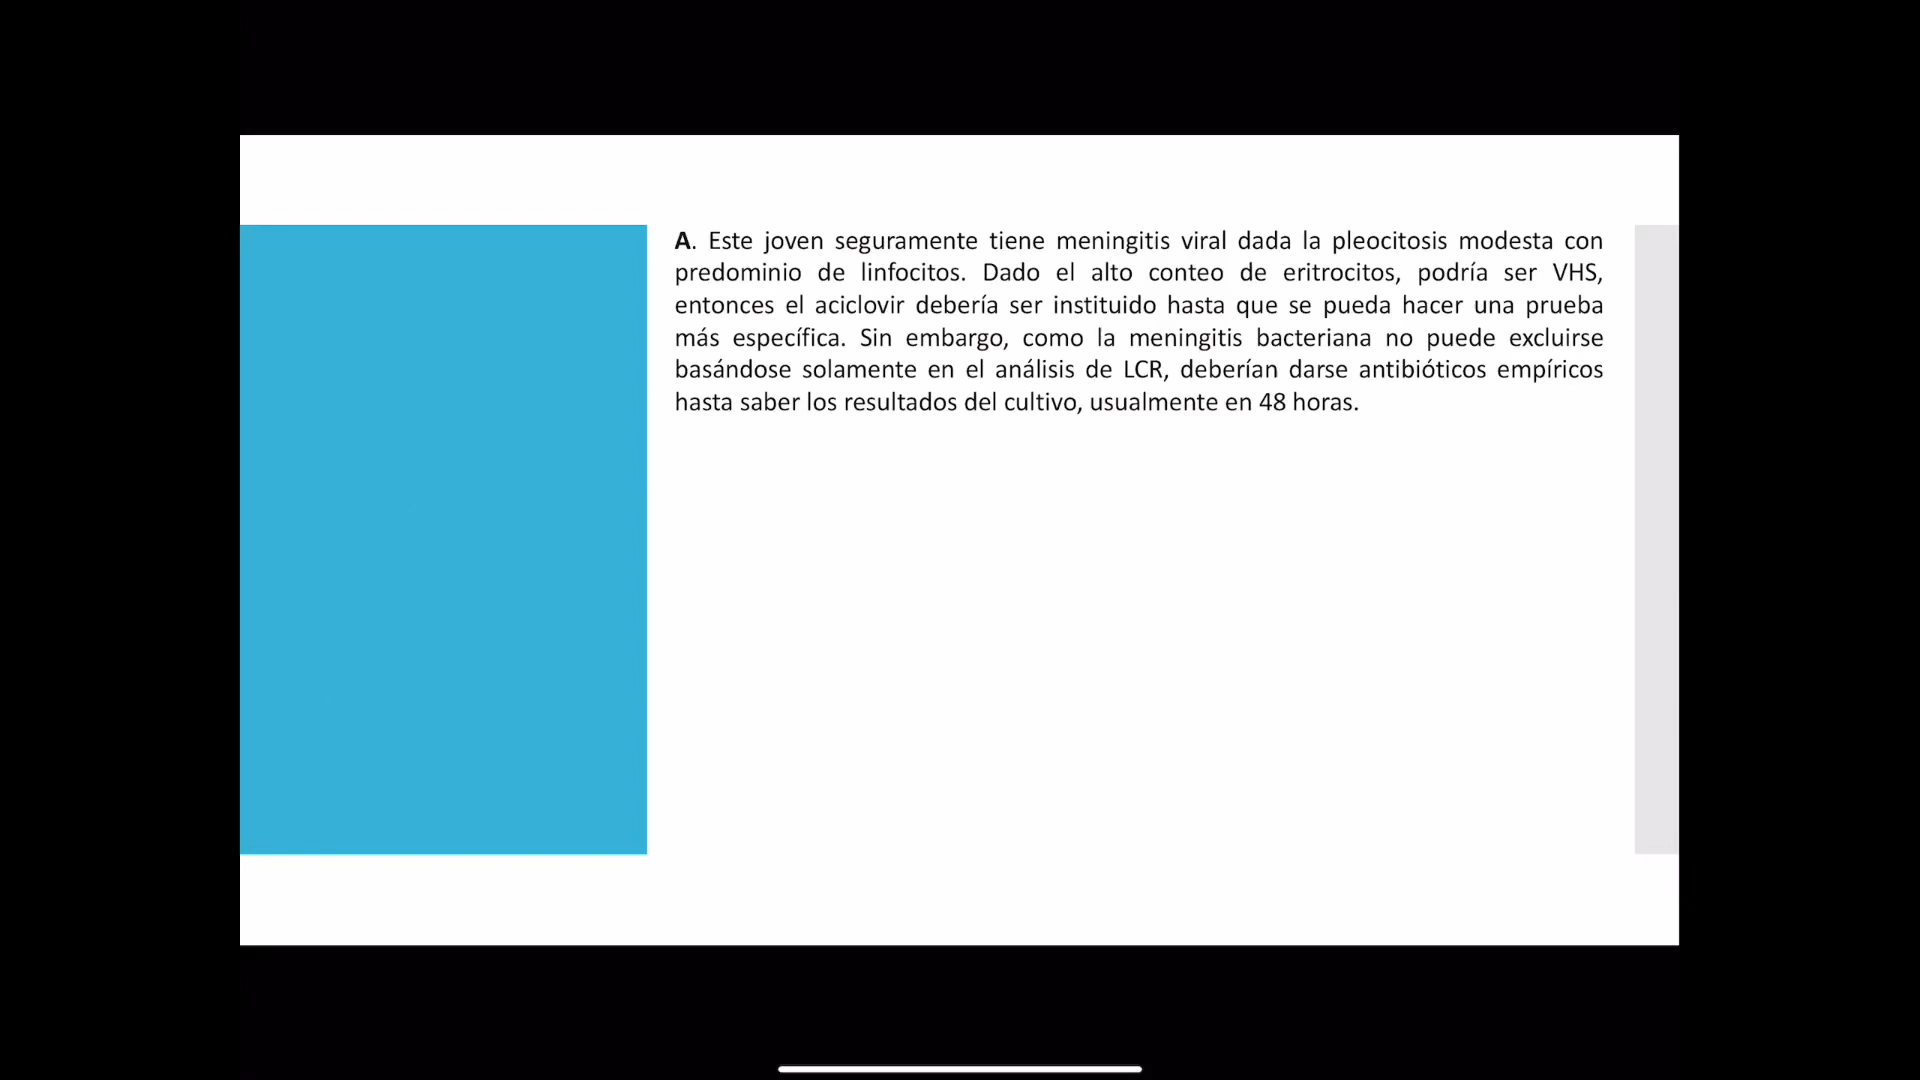 A. Este joven seguramente tiene meningitis viral dada la pleocitosis modesta con
predominio de linfocitos. Dado el alto conteo de eritrocitos, podría ser VHS,
entonces el aciclovir debería ser instituido hasta que se pueda hacer una prueba
más específica. Sin embargo, como la meningitis bacteriana no puede excluirse
basándose solamente en el análisis de LCR, deberían darse antibióticos empíricos
hasta saber los resultados del cultivo, usualmente en 48 horas.